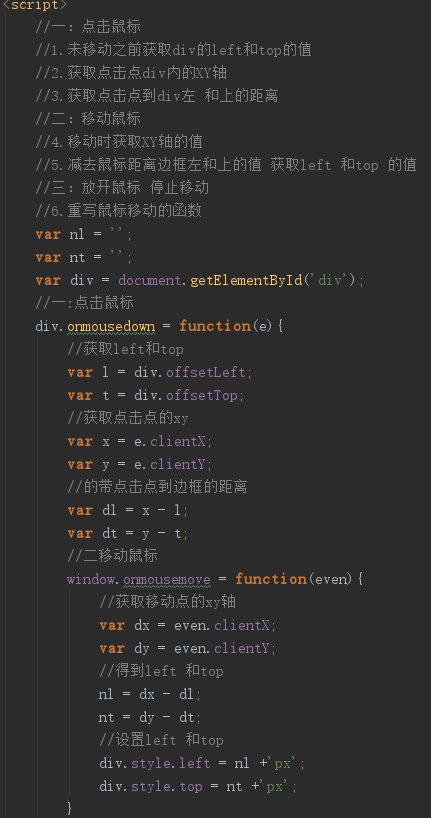 <script>
//一：点击鼠标
//1.未移动之前获取div的left和top的值
//2.获取点击点div内的XY轴
//3.获取点击点到div左 和上的距离
//二：移动鼠标
//4.移动时获取XY轴的值
//5.减去鼠标距离边框左和上的值 获取left 和top 的值
//三：放开鼠标 停止移动
//6.重写鼠标移动的函数
var nl = '';
var nt = '';
var div = document.getElementById('div');
//一:点击鼠标
div.onmousedown = function(e){
//获取left和top
var l = div.offsetLeft;
var t = div.offsetTop;
//获取点击点的xy
var x = e.clientX;
var y = e.clientY;
//的带点击点到边框的距离
var dl = x - l;
var dt = y - t;
//二移动鼠标
window.onmousemove = function(even){
//获取移动点的xy轴
var dx = even.clientX;
var dy = even.clientY;
//得到left 和top
nl = dx - dl;
nt = dy - dt;
//设置left 和top
div.style.left = nl +'px';
div.style.top = nt +'px';
}